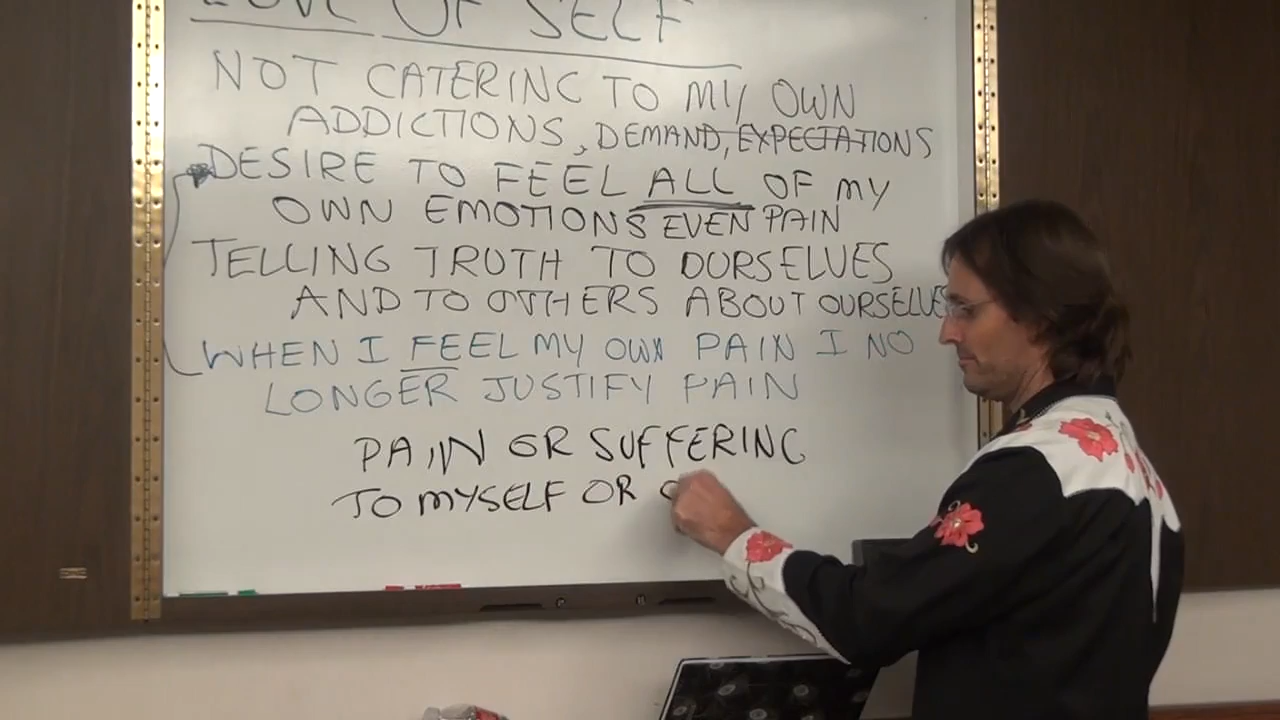 LOVE OF SELF
NOT CATERING TO MY OWN
ADDICTIONS, DEMAND, EXPECTATIONS
DESIRE TO FEEL ALL OF MY
OWN EMOTIONS EVEN PAIN
TELLING TRUTH TO OURSELVES
AND TO OTHERS ABOUT OURSELVES
WHEN I FEEL MY OWN PAIN I NO
LONGER JUSTIFY PAIN
PAIN OR SUFFERING
TO MYSELF OR